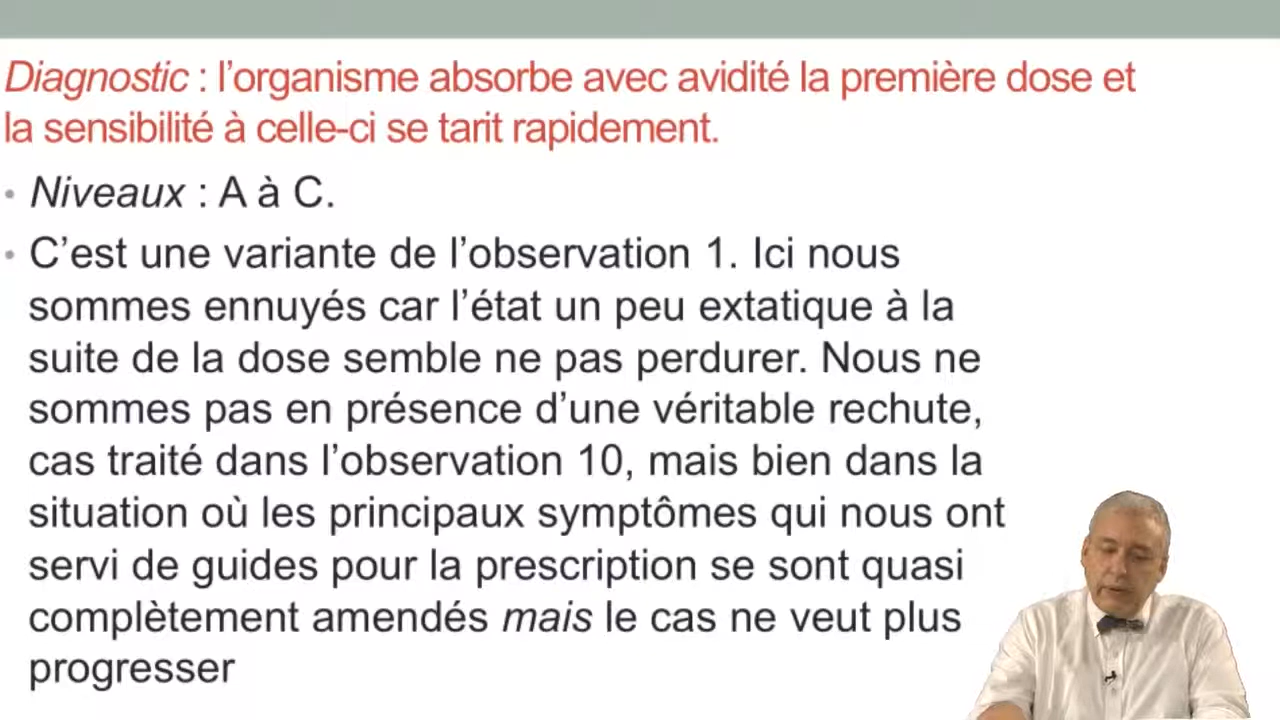 Diagnostic : l’organisme absorbe avec avidité la première dose et
la sensibilité à celle-ci se tarit rapidement.
• Niveaux : A à C.
• C’est une variante de l’observation 1. Ici nous
sommes ennuyés car l’état un peu extatique à la
suite de la dose semble ne pas perdurer. Nous ne
sommes pas en présence d’une véritable rechute,
cas traité dans l’observation 10, mais bien dans la
situation où les principaux symptômes qui nous ont
servi de guides pour la prescription se sont quasi
complètement amendés mais le cas ne veut plus
progresser